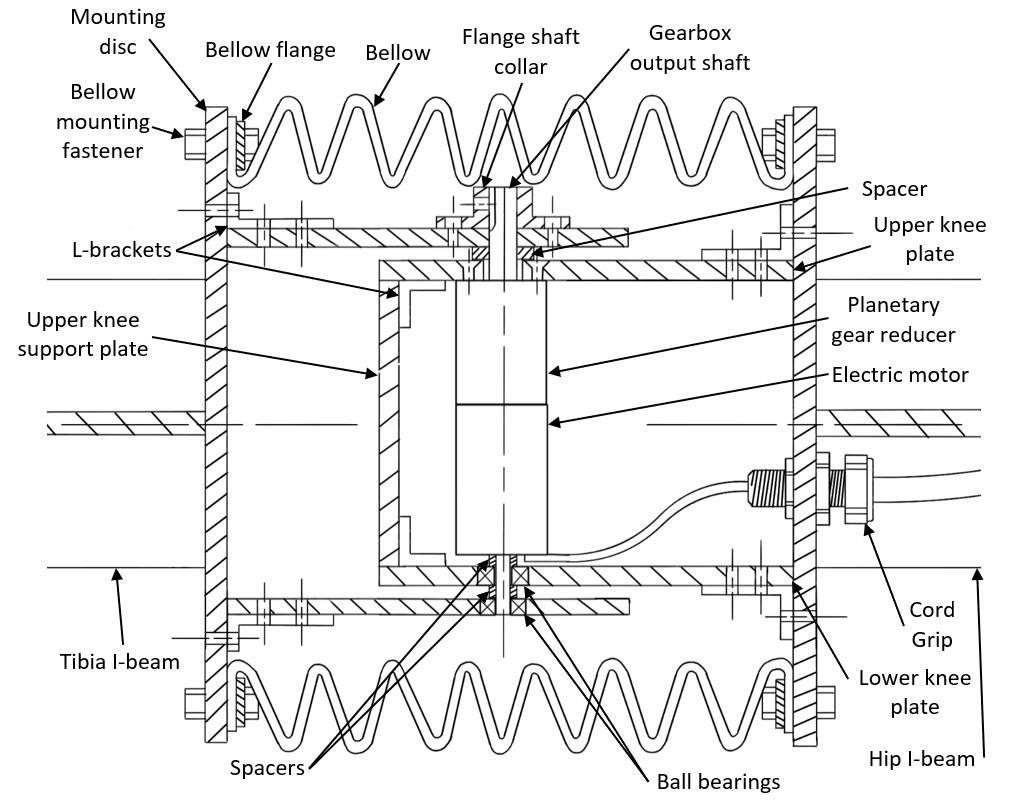 Mounting
disc
Bellow flange
Bellow
Flange shaft
collar
Gearbox
output shaft
Bellow
mounting
fastener
Spacer
Upper knee
plate
L-brackets
Upper knee
support plate
Planetary
gear reducer
Electric motor
Cord
Grip
Tibia I-beam
Lower knee
plate
Hip I-beam
Spacers
Ball bearings